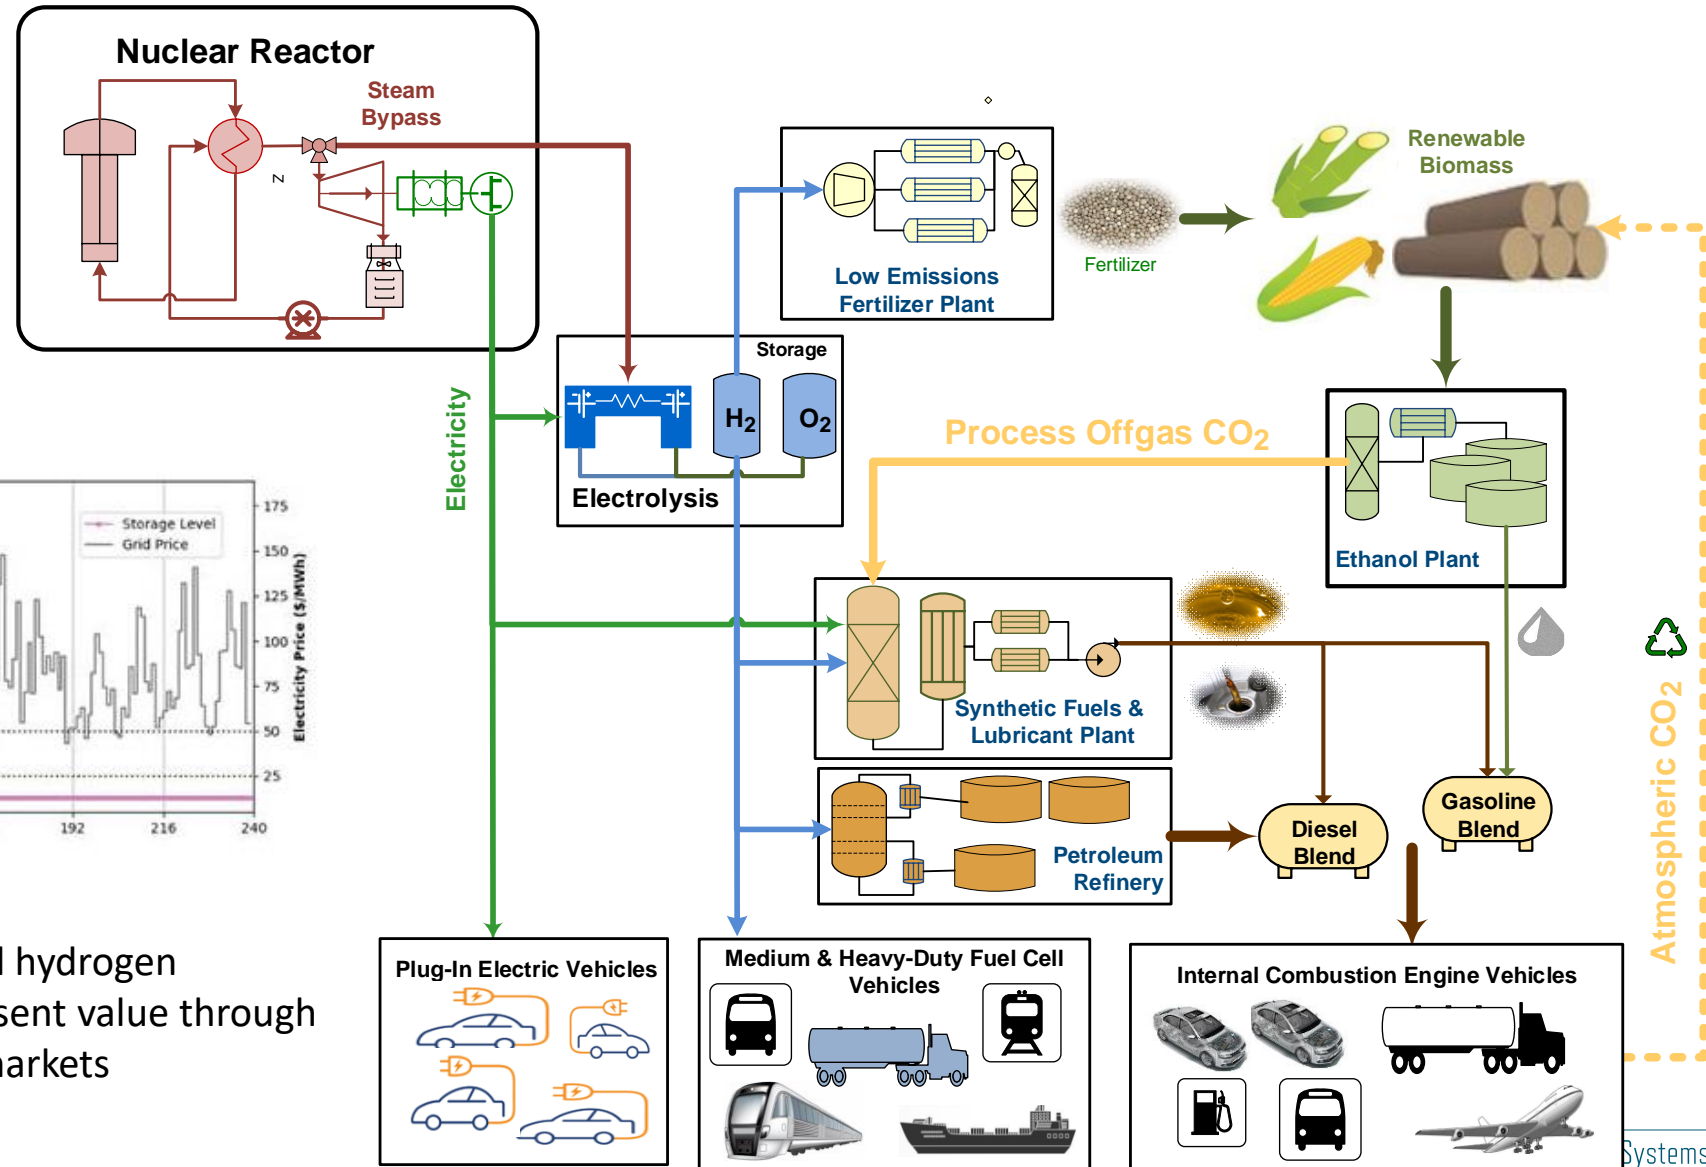 Nuclear Reactor
Steam
Bypass
N
Low Emissions
Fertilizer Plant
Fertilizer
Renewable
Biomass
Storage
H2
O2
Electrolysis
Electricity
Process Offgas CO2
Ethanol Plant
Storage Level
Grid Price
175
150
125
100
75
50
25
192
216
240
Electricity Price ($/MWh)
Synthetic Fuels &
Lubricant Plant
Petroleum
Refinery
Diesel
Blend
Gasoline
Blend
Atmospheric CO2
hydrogen
sent value through
arkets
Plug-In Electric Vehicles
Medium & Heavy-Duty Fuel Cell
Vehicles
Internal Combustion Engine Vehicles
Systems